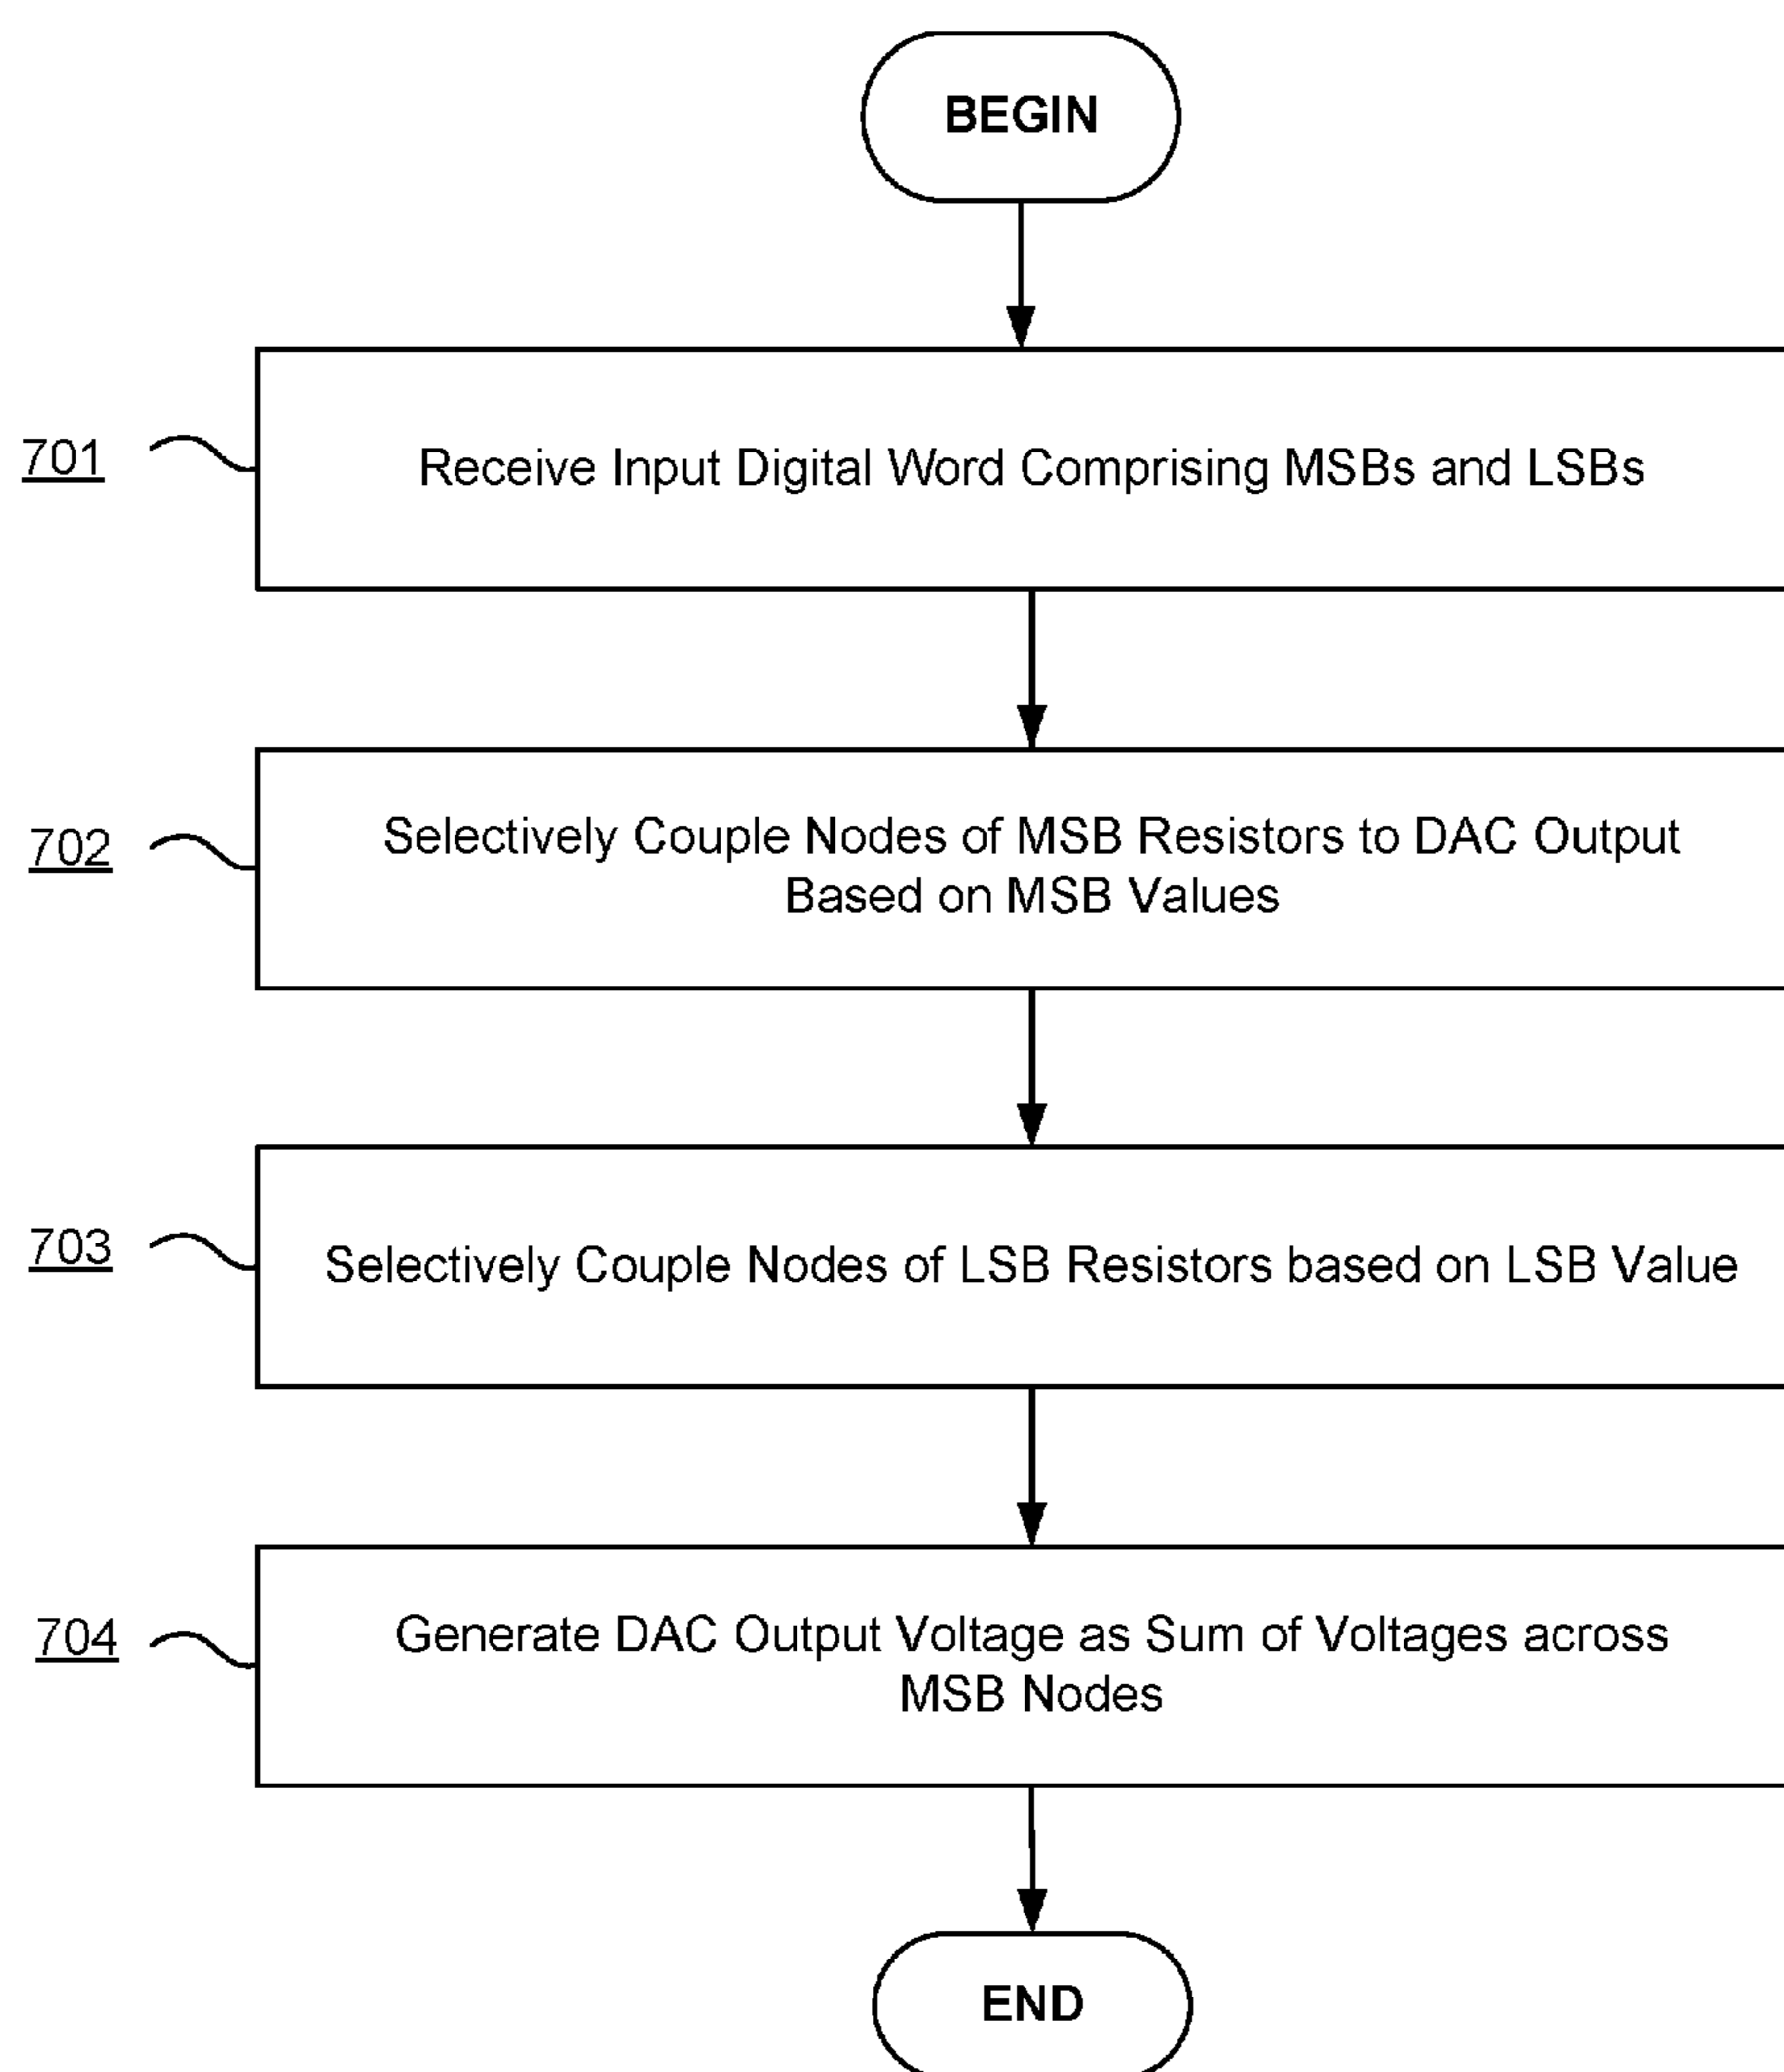 BEGIN
701
Receive Input Digital Word Comprising MSBs and LSBs
702
Selectively Couple Nodes of MSB Resistors to DAC Output
Based on MSB Values
703
Selectively Couple Nodes of LSB Resistors based on LSB Value
704
Generate DAC Output Voltage as Sum of Voltages across
MSB Nodes
END